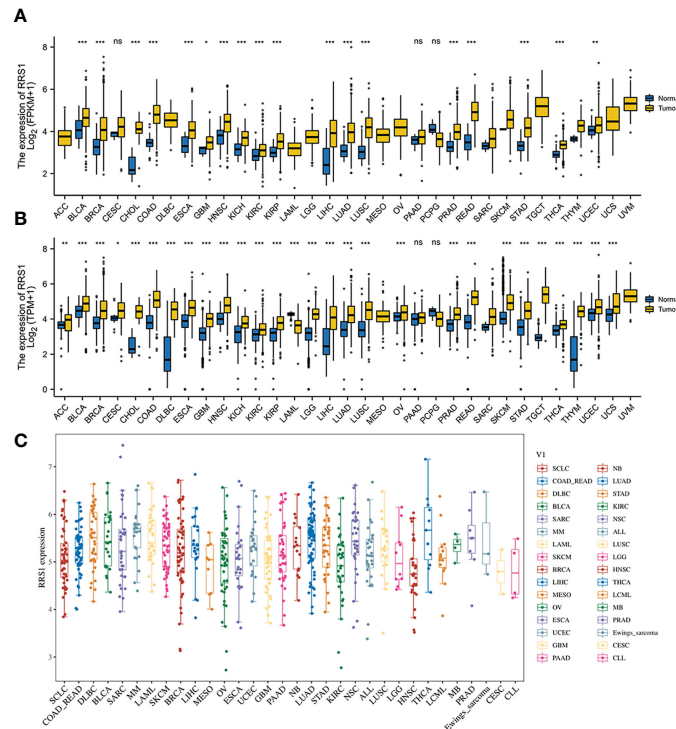 A
*** *** ns *** *** *** * *** *** *** *** *** *** *** ns ns *** *** *** *** **
The expression of RRS1
Log2 (FPKM+1)
8
6
4
2
Norm
Tumo
ACC BLCA BRCA CESC CHOL COAD DLBC ESCA GBM HNSC KICH KIRC KIRP LAML LGG LIHC LUAD LUSC MESO OV PAAD PCPG PRAD READ SARC SKCM STAD TGCT THCA THYM UCEC UCS UVM
B
** *** *** * *** *** *** *** *** *** *** *** *** *** *** *** *** *** *** ns ns *** *** *** *** *** *** *** *** ***
The expression of RRS1
Log2 (TPM+1)
8
6
4
2
0
Norm
Tumo
ACC BLCA BRCA CESC CHOL COAD DLBC ESCA GBM HNSC KICH KIRC KIRP LAML LGG LIHC LUAD LUSC MESO OV PAAD PCPG PRAD READ SARC SKCM STAD TGCT THCA THYM UCEC UCS UVM
C
RRS1 expression
7
6
5
4
3
SCLC COAD_READ DLBC BLCA SARC MM LAML SKCM BRCA LIHC MESO OV ESCA UCEC GBM PAAD NB LUAD STAD KIRC NSC ALL LUSC LGG HNSC THCA LCML MB PRAD Ewings_sarcoma CESC CLL
V1
SCLC NB
COAD_READ LUAD
DLBC STAD
BLCA KIRC
SARC NSC
MM ALL
LAML LUSC
SKCM LGG
BRCA HNSC
LIHC THCA
MESO LCML
OV MB
ESCA PRAD
UCEC Ewings_sarcoma
GBM CESC
PAAD CLL